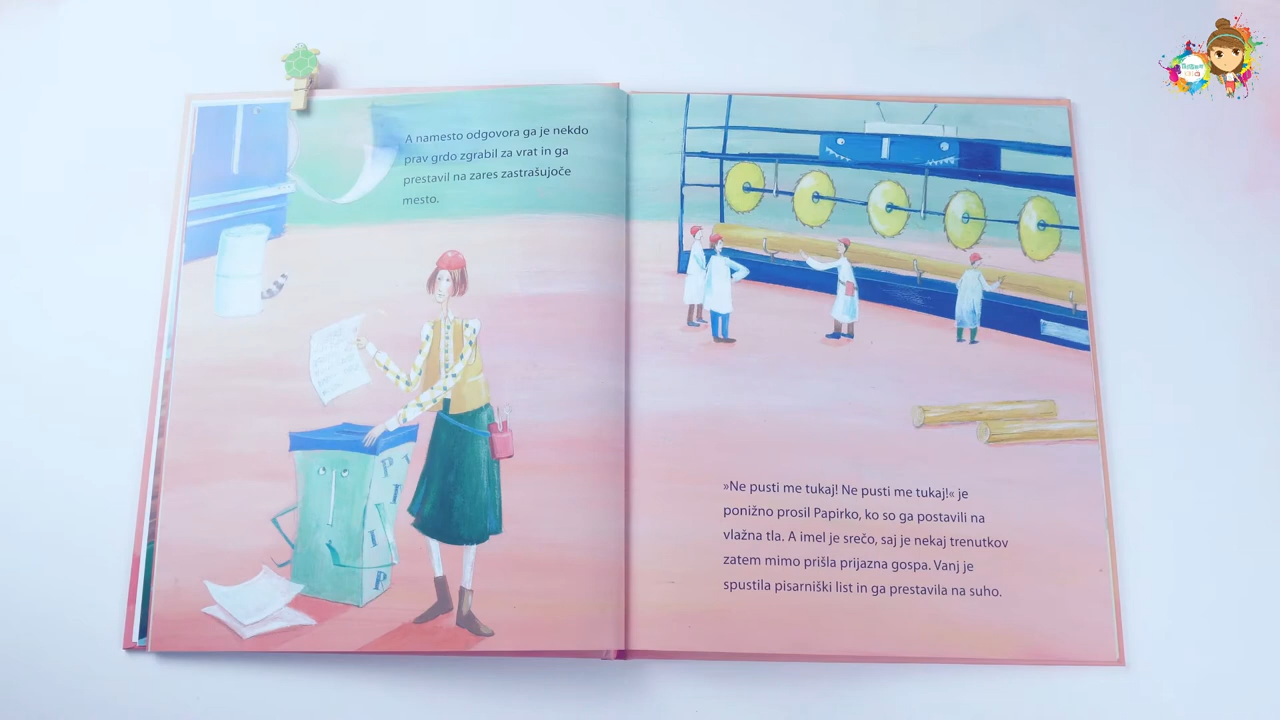 A namesto odgovora ga je nekdo
prav grdo zgrabil za vrat in ga
prestavil na zares zastrašujoče
mesto.
PAPIR
»Ne pusti me tukaj! Ne pusti me tukaj!« je
ponižno prosil Papirko, ko so ga postavili na
vlažna tla. A imel je srečo, saj je nekaj trenutkov
zatem mimo prišla prijazna gospa. Vanj je
spustila pisarniški list in ga prestavila na suho.